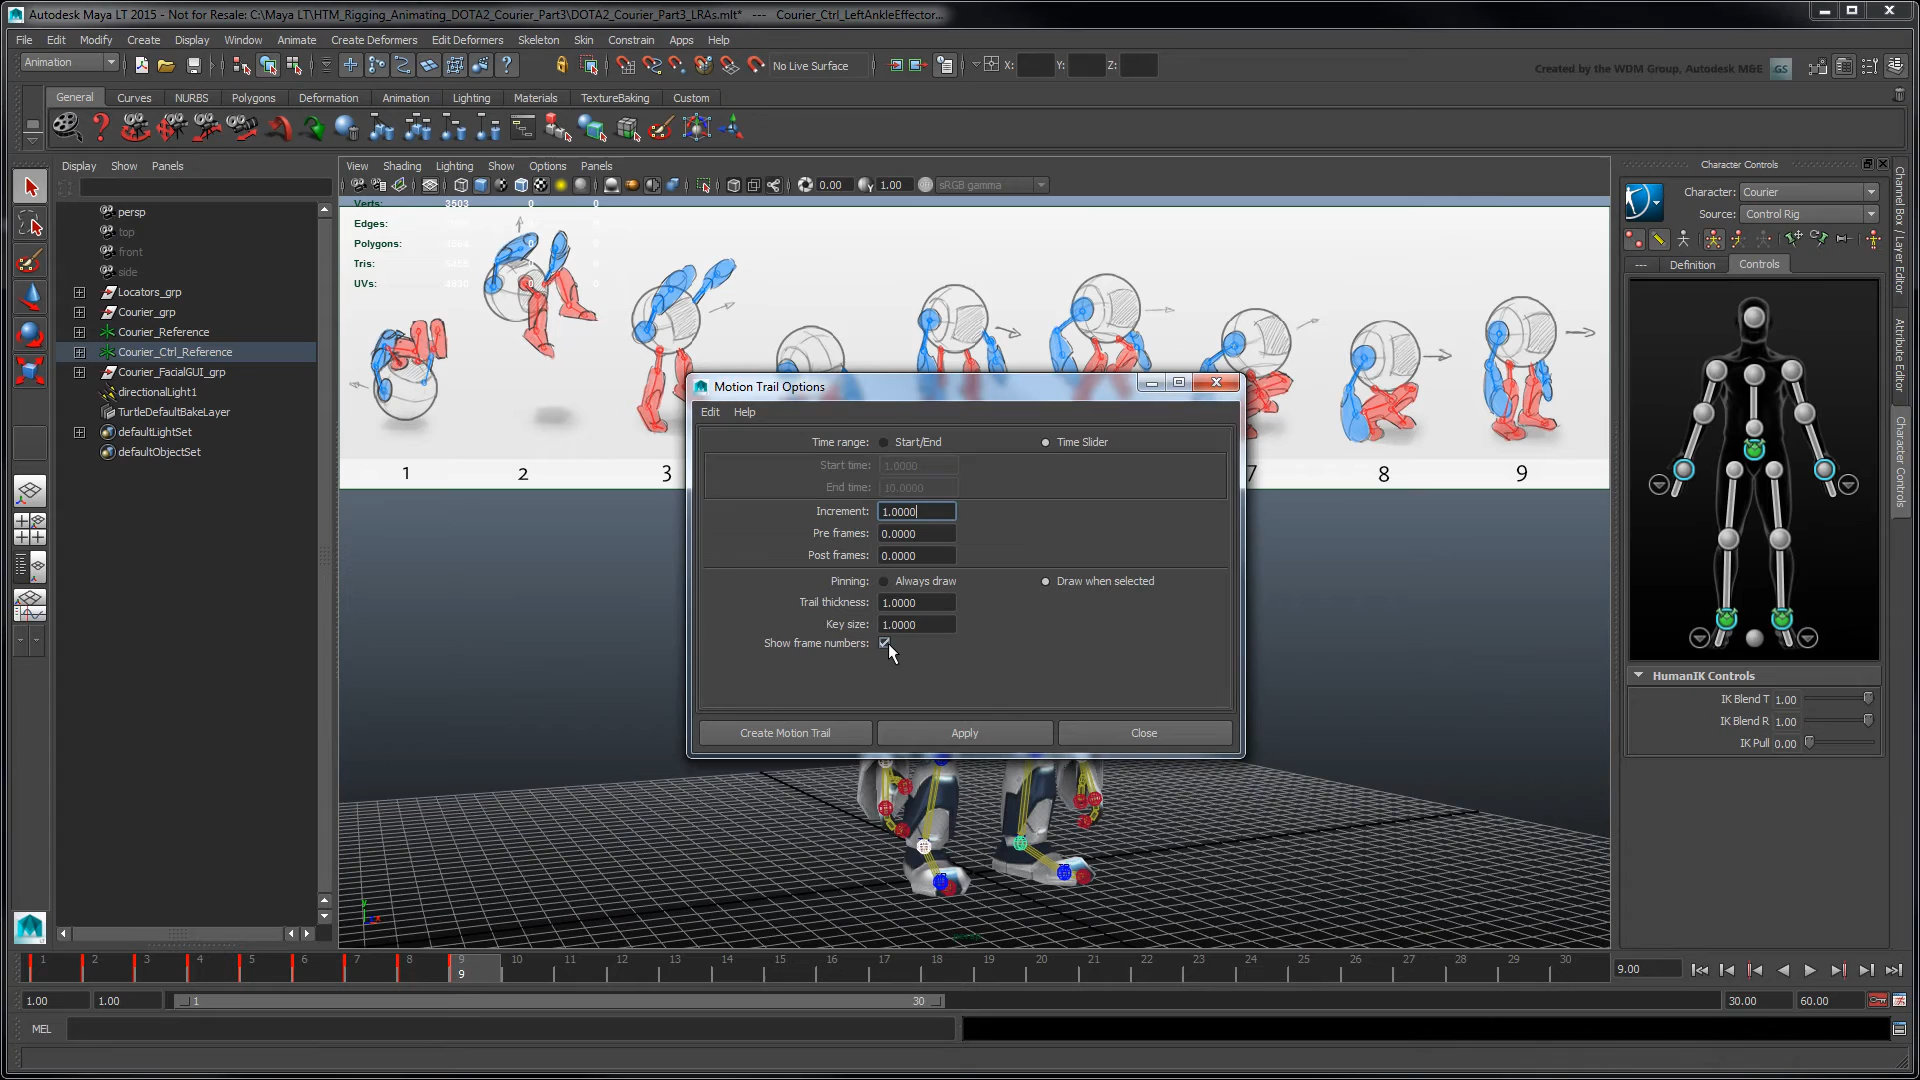 Autodesk Maya LT 2015 - Not for Resale: C:\Maya LT\HTM_Rigging_Animating_DOTA2_Courier_Part3\DOTA2_Courier_Part3_LRAs.mlt* --- Courier_Ctrl_LeftAnkleEffector...
File Edit Modify Create Display Window Animate Create Deformers Edit Deformers Skeleton Skin Constrain Apps Help
Animation No Live Surface X: Y: Z: Created by the WDM Group, Autodesk M&E GS
General Curves NURBS Polygons Deformation Animation Lighting Materials TextureBaking Custom
Display Show Panels
View Shading Lighting Show Options Panels
0.00 1.00 sRGB gamma
persp
top
front
side
Locators_grp
Courier_grp
Courier_Reference
Courier_Ctrl_Reference
Courier_FacialGUI_grp
directionalLight1
TurtleDefaultBakeLayer
defaultLightSet
defaultObjectSet
Verts: 3503 0 0
Edges: 0 0
Polygons: 0 0
Tris: 0 0
UVs: 0 0
1 2 3 7 8 9
Motion Trail Options
Edit Help
Time range: Start/End Time Slider
Start time: 1.0000
End time: 10.0000
Increment: 1.0000
Pre frames: 0.0000
Post frames: 0.0000
Pinning: Always draw Draw when selected
Trail thickness: 1.0000
Key size: 1.0000
Show frame numbers:
Create Motion Trail Apply Close
Character Controls
Character: Courier
Source: Control Rig
--- Definition Controls
HumanIK Controls
IK Blend T 1.00
IK Blend R 1.00
IK Pull 0.00
Channel Box / Layer Editor
Attribute Editor
Character Controls
1 2 3 4 5 6 7 8 9 10 11 12 13 14 15 16 17 18 19 20 21 22 23 24 25 26 27 28 29 30
9
9.00
1.00 1.00 1 30 30.00 60.00
MEL